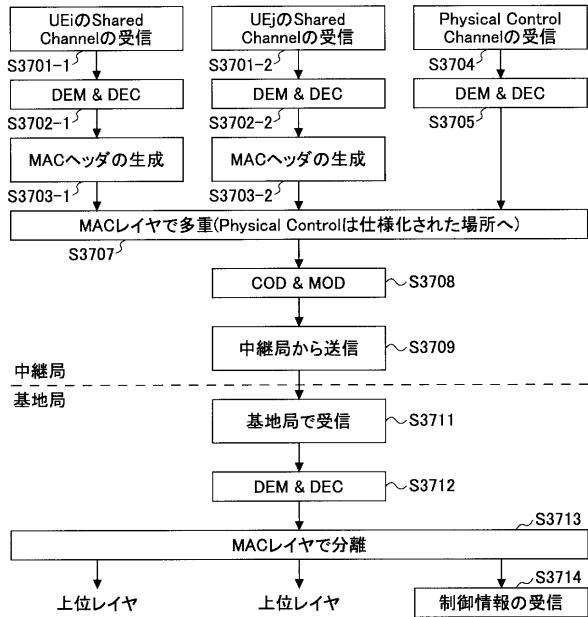 UEiのShared
Channelの受信
UEjのShared
Channelの受信
Physical Control
Channelの受信
S3701-1
S3701-2
S3704
DEM & DEC
DEM & DEC
DEM & DEC
S3702-1
S3702-2
S3705
MACヘッダの生成
MACヘッダの生成
S3703-1
S3703-2
MACレイヤで多重(Physical Controlは仕様化された場所へ)
S3707
COD & MOD
S3708
中継局から送信
S3709
中継局
基地局
基地局で受信
S3711
DEM & DEC
S3712
S3713
MACレイヤで分離
S3714
上位レイヤ
上位レイヤ
制御情報の受信